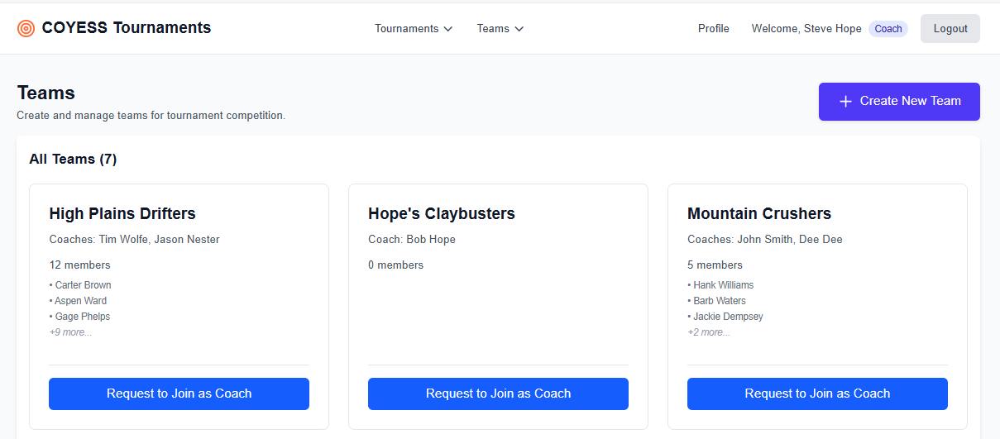 COYESS Tournaments
Tournaments
Teams
Profile
Welcome, Steve Hope
Coach
Logout
Teams
Create and manage teams for tournament competition.
Create New Team
All Teams (7)
High Plains Drifters
Coaches: Tim Wolfe, Jason Nester
12 members
• Carter Brown
• Aspen Ward
• Gage Phelps
+9 more...
Request to Join as Coach
Hope's Claybusters
Coach: Bob Hope
0 members
Request to Join as Coach
Mountain Crushers
Coaches: John Smith, Dee Dee
5 members
• Hank Williams
• Barb Waters
• Jackie Dempsey
+2 more...
Request to Join as Coach